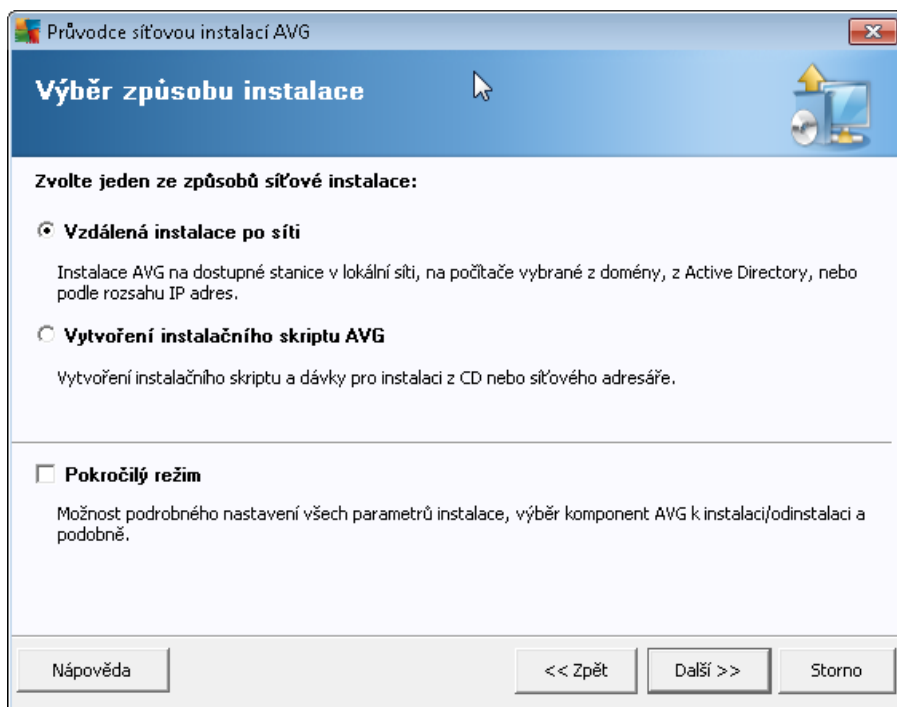 Průvodce síťovou instalací AVG
Výběr způsobu instalace
Zvolte jeden ze způsobů síťové instalace:
Vzdálená instalace po síti
Instalace AVG na dostupné stanice v lokální síti, na počítače vybrané z domény, z Active Directory, nebo
podle rozsahu IP adres.
Vytvoření instalačního skriptu AVG
Vytvoření instalačního skriptu a dávky pro instalaci z CD nebo síťového adresáře.
Pokročilý režim
Možnost podrobného nastavení všech parametrů instalace, výběr komponent AVG k instalaci/odinstalaci a
podobně.
Nápověda
<< Zpět
Další >>
Storno